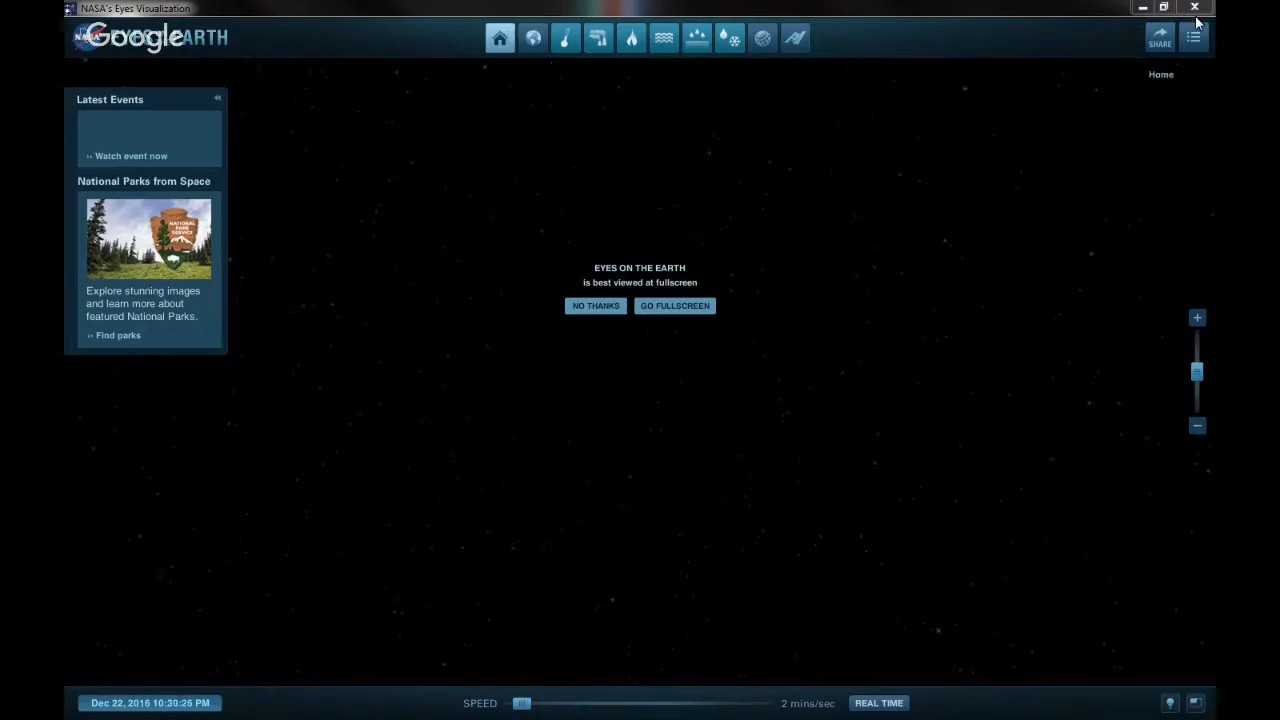 NASA's Eyes Visualization
NASA
Google
EARTH
SHARE
Home
Latest Events
Watch event now
National Parks from Space
NATIONAL
PARK
SERVICE
Explore stunning images
and learn more about
featured National Parks.
Find parks
EYES ON THE EARTH
is best viewed at fullscreen
NO THANKS
GO FULLSCREEN
Dec 22, 2016 10:30:26 PM
SPEED
2 mins/sec
REAL TIME